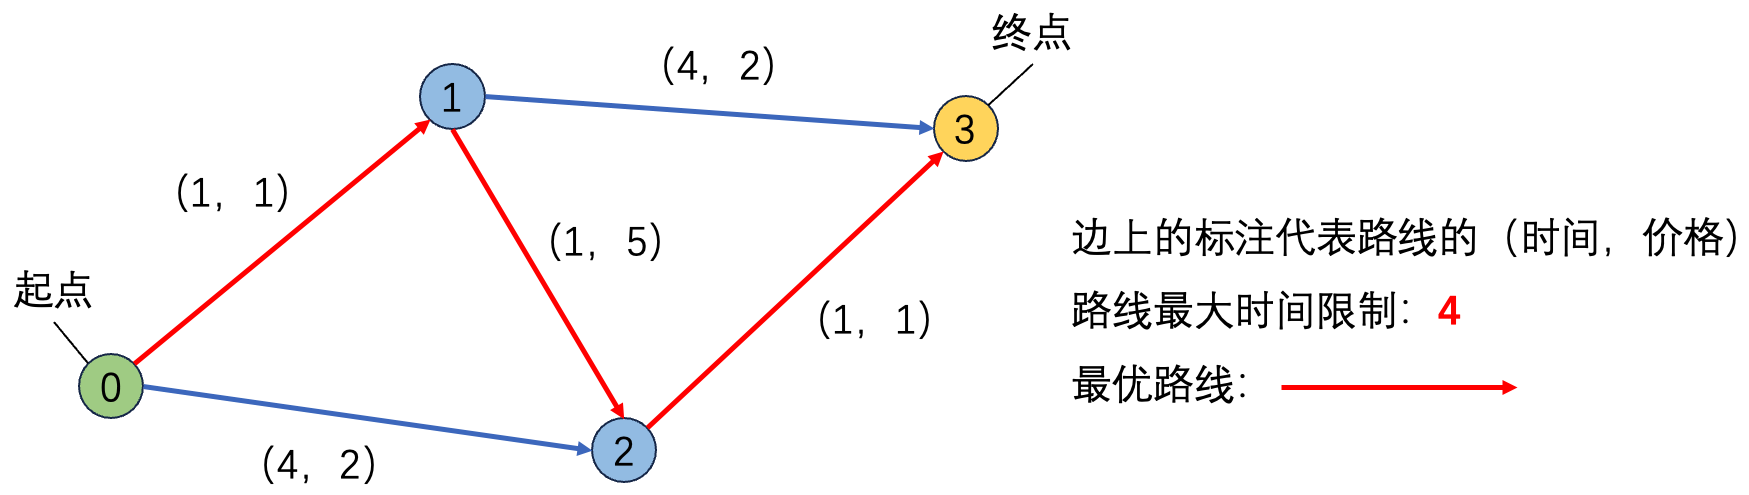 终点
(4, 2)
1
3
(1, 1)
(1, 5)
边上的标注代表路线的 (时间, 价格)
起点
(1, 1)
路线最大时间限制: 4
0
最优路线:
2
(4, 2)